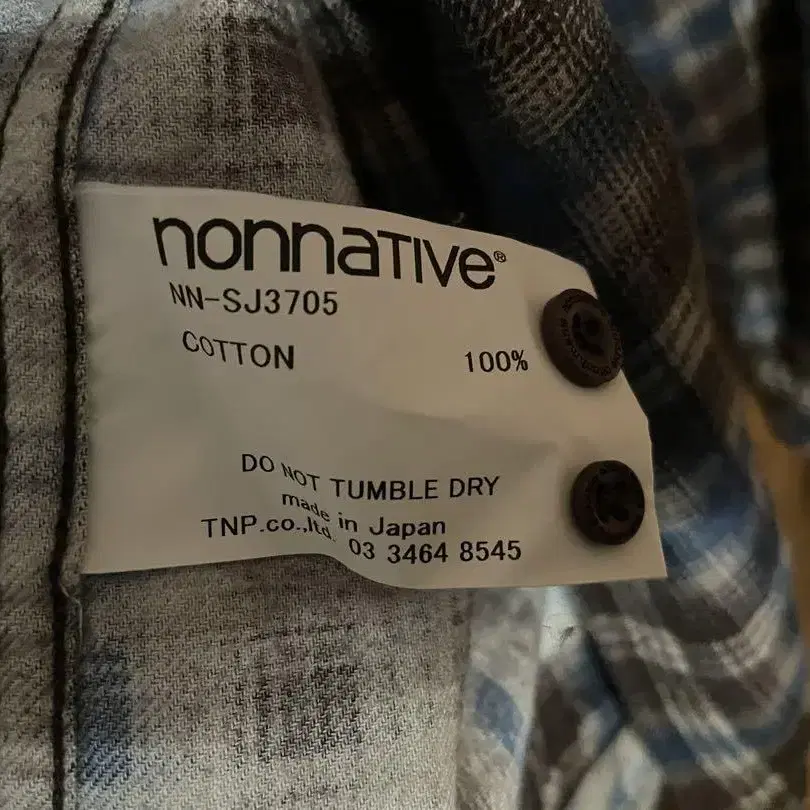 nonnative®
NN-SJ3705
COTTON 100%
DO NOT TUMBLE DRY
made in Japan
TNP.co.,ltd. 03 3464 8545